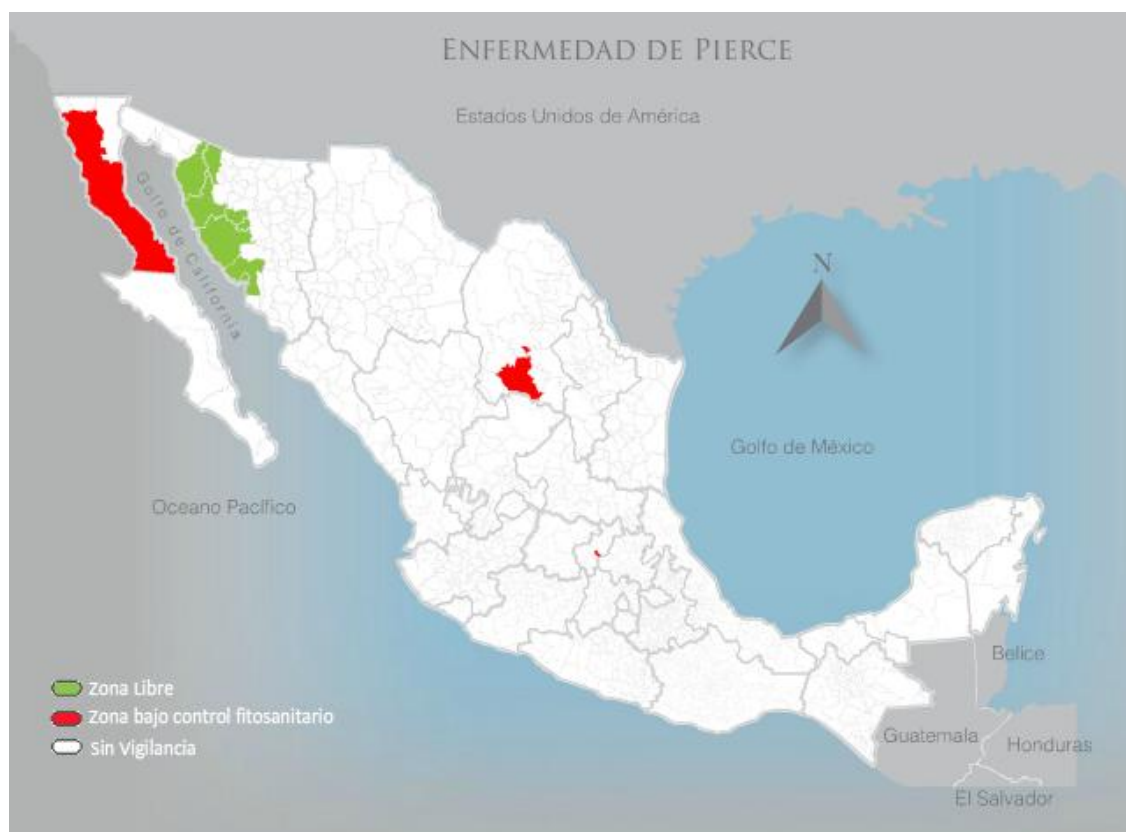 ENFERMEDAD DE PIERCE
Estados Unidos de América
Golfo de California
N
Golfo de México
Oceano Pacífico
Belice
Zona Libre
Zona bajo control fitosanitario
Sin Vigilancia
Guatemala
Honduras
El Salvador